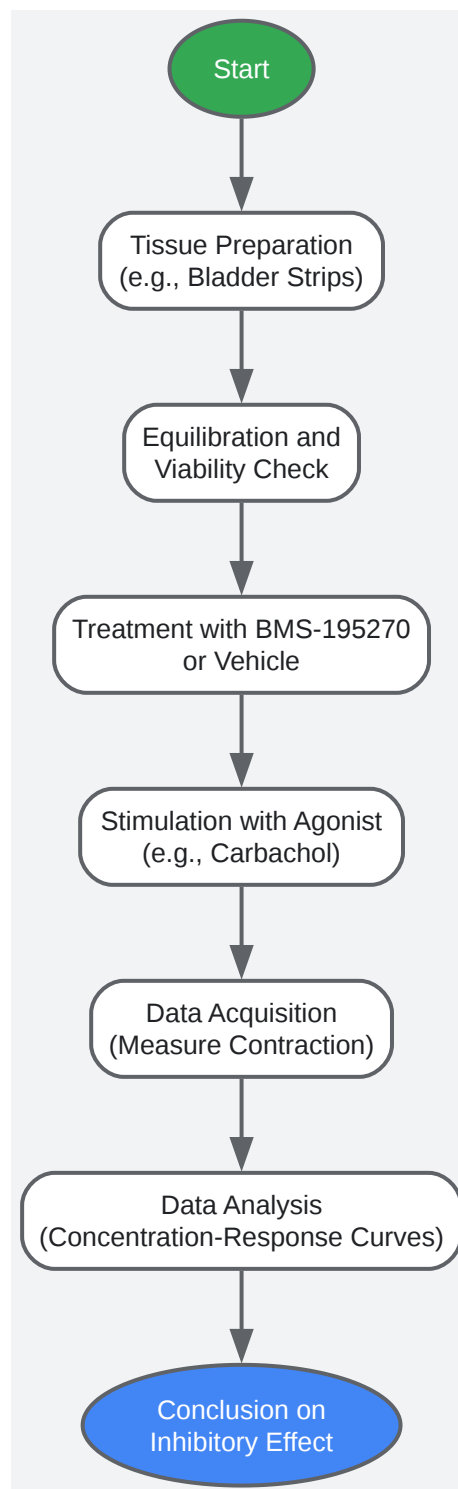 Start
Tissue Preparation
(e.g., Bladder Strips)
Equilibration and
Viability Check
Treatment with BMS-195270
or Vehicle
Stimulation with Agonist
(e.g., Carbachol)
Data Acquisition
(Measure Contraction)
Data Analysis
(Concentration-Response Curves)
Conclusion on
Inhibitory Effect